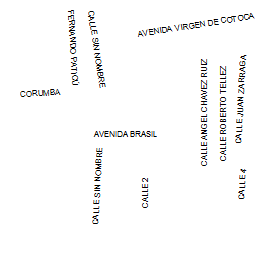 FERNANDO PATIÑU
CALLE SIN NOMBRE
AVENIDA VIRGEN DE COTOCA
CORUMBA
CALLE ANGEL CHAVEZ RUIZ
CALLE ROBERTO TELLEZ
CALLE JUAN ZARRAGA
AVENIDA BRASIL
CALLE SIN NOMBRE
CALLE 2
CALLE 4